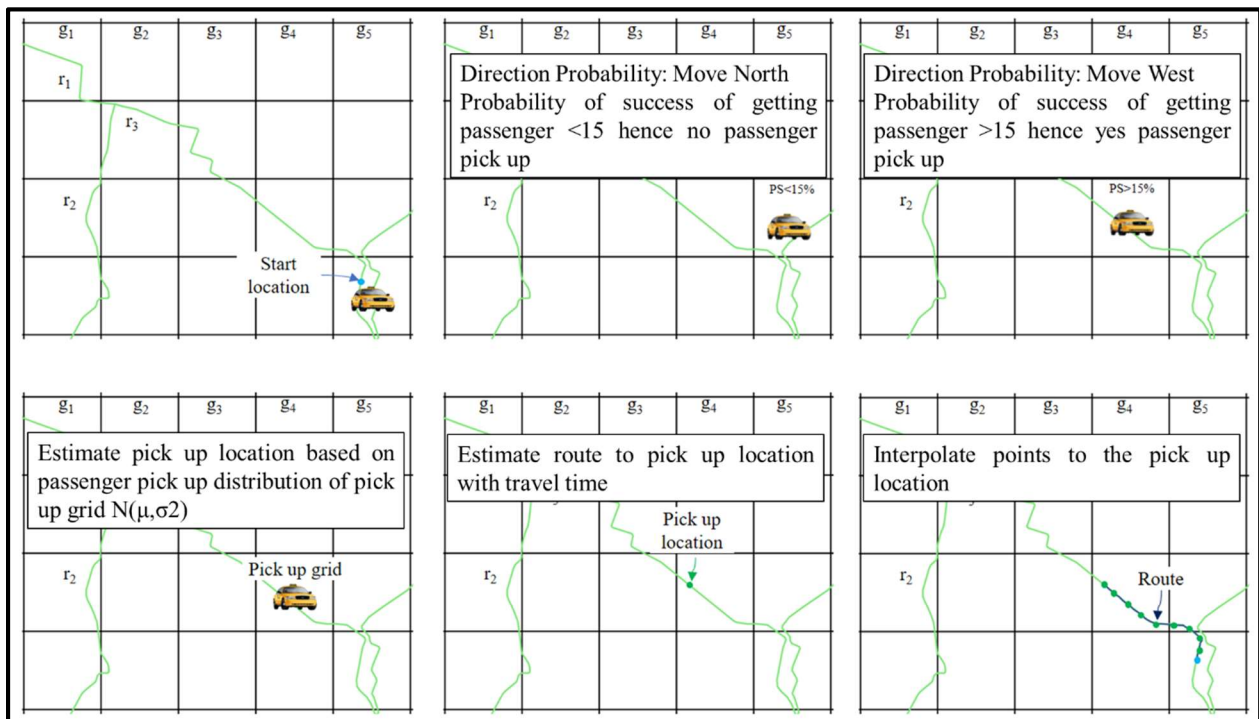 g₁ g₂ g₃ g₄ g₅
r₁
r₃
r₂
Start
location
g₁ g₂ g₃ g₄ g₅
Direction Probability: Move North
Probability of success of getting
passenger <15 hence no passenger
pick up
PS<15%
r₂
g₁ g₂ g₃ g₄ g₅
Direction Probability: Move West
Probability of success of getting
passenger >15 hence yes passenger
pick up
PS>15%
r₂
g₁ g₂ g₃ g₄ g₅
Estimate pick up location based on
passenger pick up distribution of pick
up grid N(μ,σ2)
Pick up grid
r₂
g₁ g₂ g₃ g₄ g₅
Estimate route to pick up location
with travel time
Pick up
location
r₂
g₁ g₂ g₃ g₄ g₅
Interpolate points to the pick up
location
Route
r₂